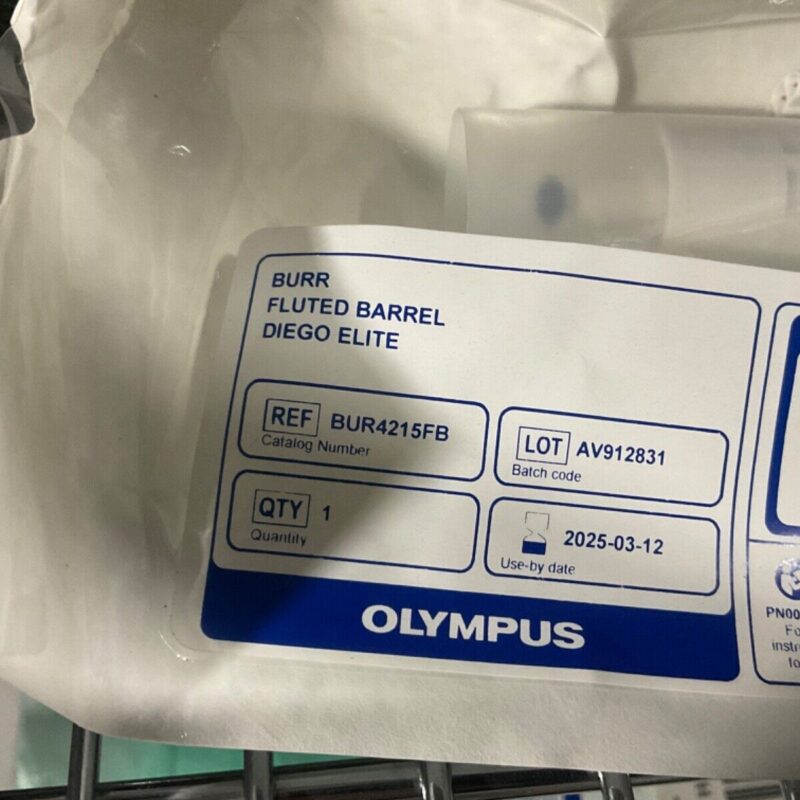 BURR
FLUTED BARREL
DIEGO ELITE
REF BUR4215FB
Catalog Number
LOT AV912831
Batch code
QTY 1
Quantity
2025-03-12
Use-by date
OLYMPUS
PN00